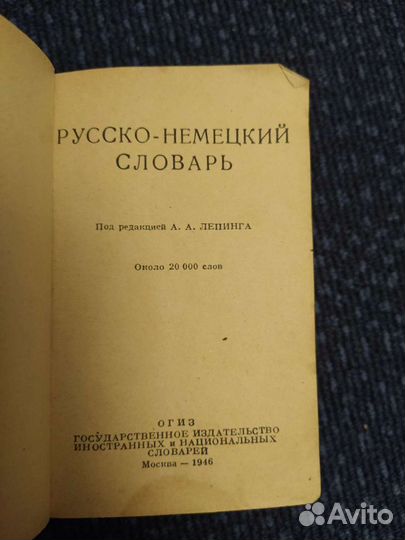 РУССКО-НЕМЕЦКИЙ
СЛОВАРЬ
Под редакцией А. А. ЛЕПИНГА
Около 20 000 слов
ОГИЗ
ГОСУДАРСТВЕННОЕ ИЗДАТЕЛЬСТВО
ИНОСТРАННЫХ и НАЦИОНАЛЬНЫХ
СЛОВАРЕЙ
Москва — 1946
Avito